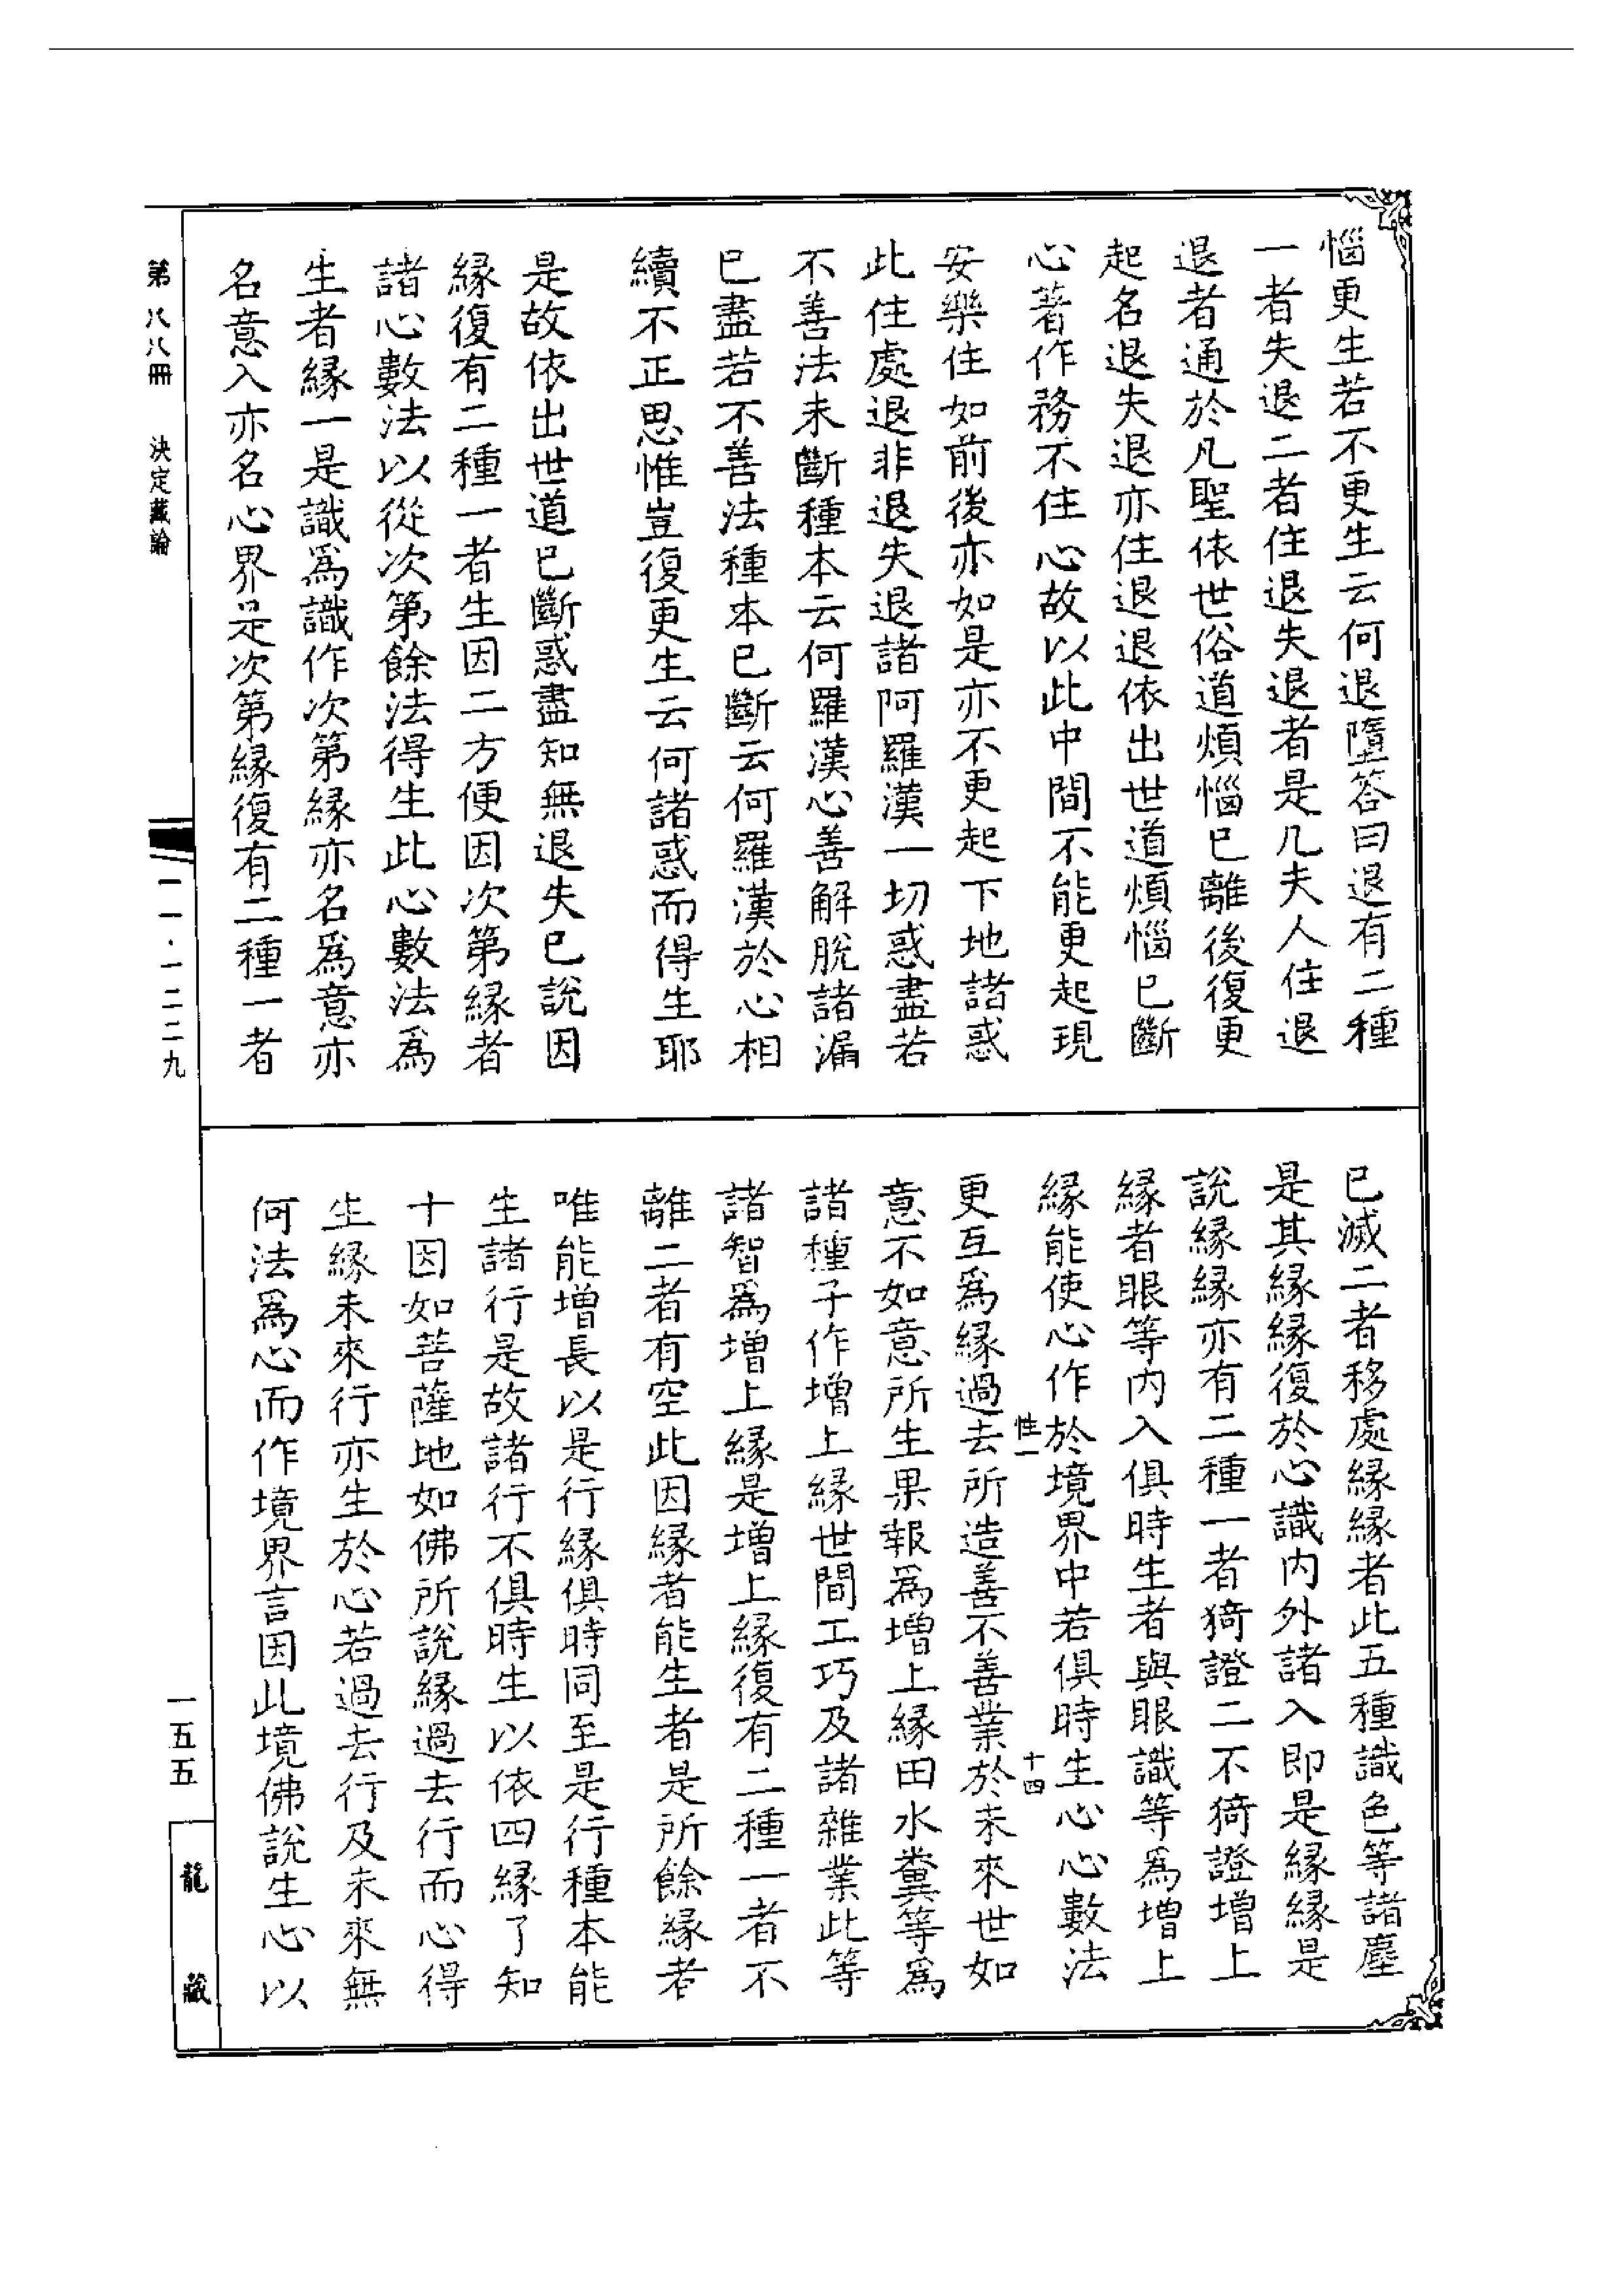 惱更生若不更生云何退墮答曰退有二種
一者失退二者住退失退者是凡夫人住退
退者通於凡聖依世俗道煩惱已離後復更
起名退失退亦住退退依出世道煩惱已斷
心著作務不住心故以此中間不能更起現
安樂住如前後亦如是亦不更起下地諸惑
此住處退非退失退諸阿羅漢一切惑盡若
不善法未斷種本云何羅漢心善解脫諸漏
已盡若不善法種本已斷云何羅漢於心相
續不正思惟豈復更生云何諸惑而得生耶
是故依出世道已斷惑盡知無退失已說因
緣復有二種一者生因二方便因次第緣者
諸心數法以從次第餘法得生此心數法為
生者緣一是識為識作次第緣亦名為意亦
名意入亦名心界是次第緣復有二種一者
已滅二者移處緣緣者此五種識色等諸塵
是其緣緣復於心識內外諸入即是緣緣是
說緣緣亦有二種一者猗證二不猗證增上
緣者眼等內入俱時生者與眼識等為增上
緣能使心作於境界中若俱時生心心數法
性一 十四
更互為緣過去所造善不善業於未來世如
意不如意所生果報為增上緣田水糞等為
諸種子作增上緣世間工巧及諸雜業此等
諸智為增上緣是增上緣復有二種一者不
離二者有空此因緣者能生者是所餘緣者
唯能增長以是行緣俱時同至是行種本能
生諸行是故諸行不俱時生以依四緣了知
十因如菩薩地如佛所說緣過去行而心得
生緣未來行亦生於心若過去行及未來無
何法為心而作境界言因此境佛說生心以
第八八冊 決定藏論
一一·一二二九
一五五
龍藏